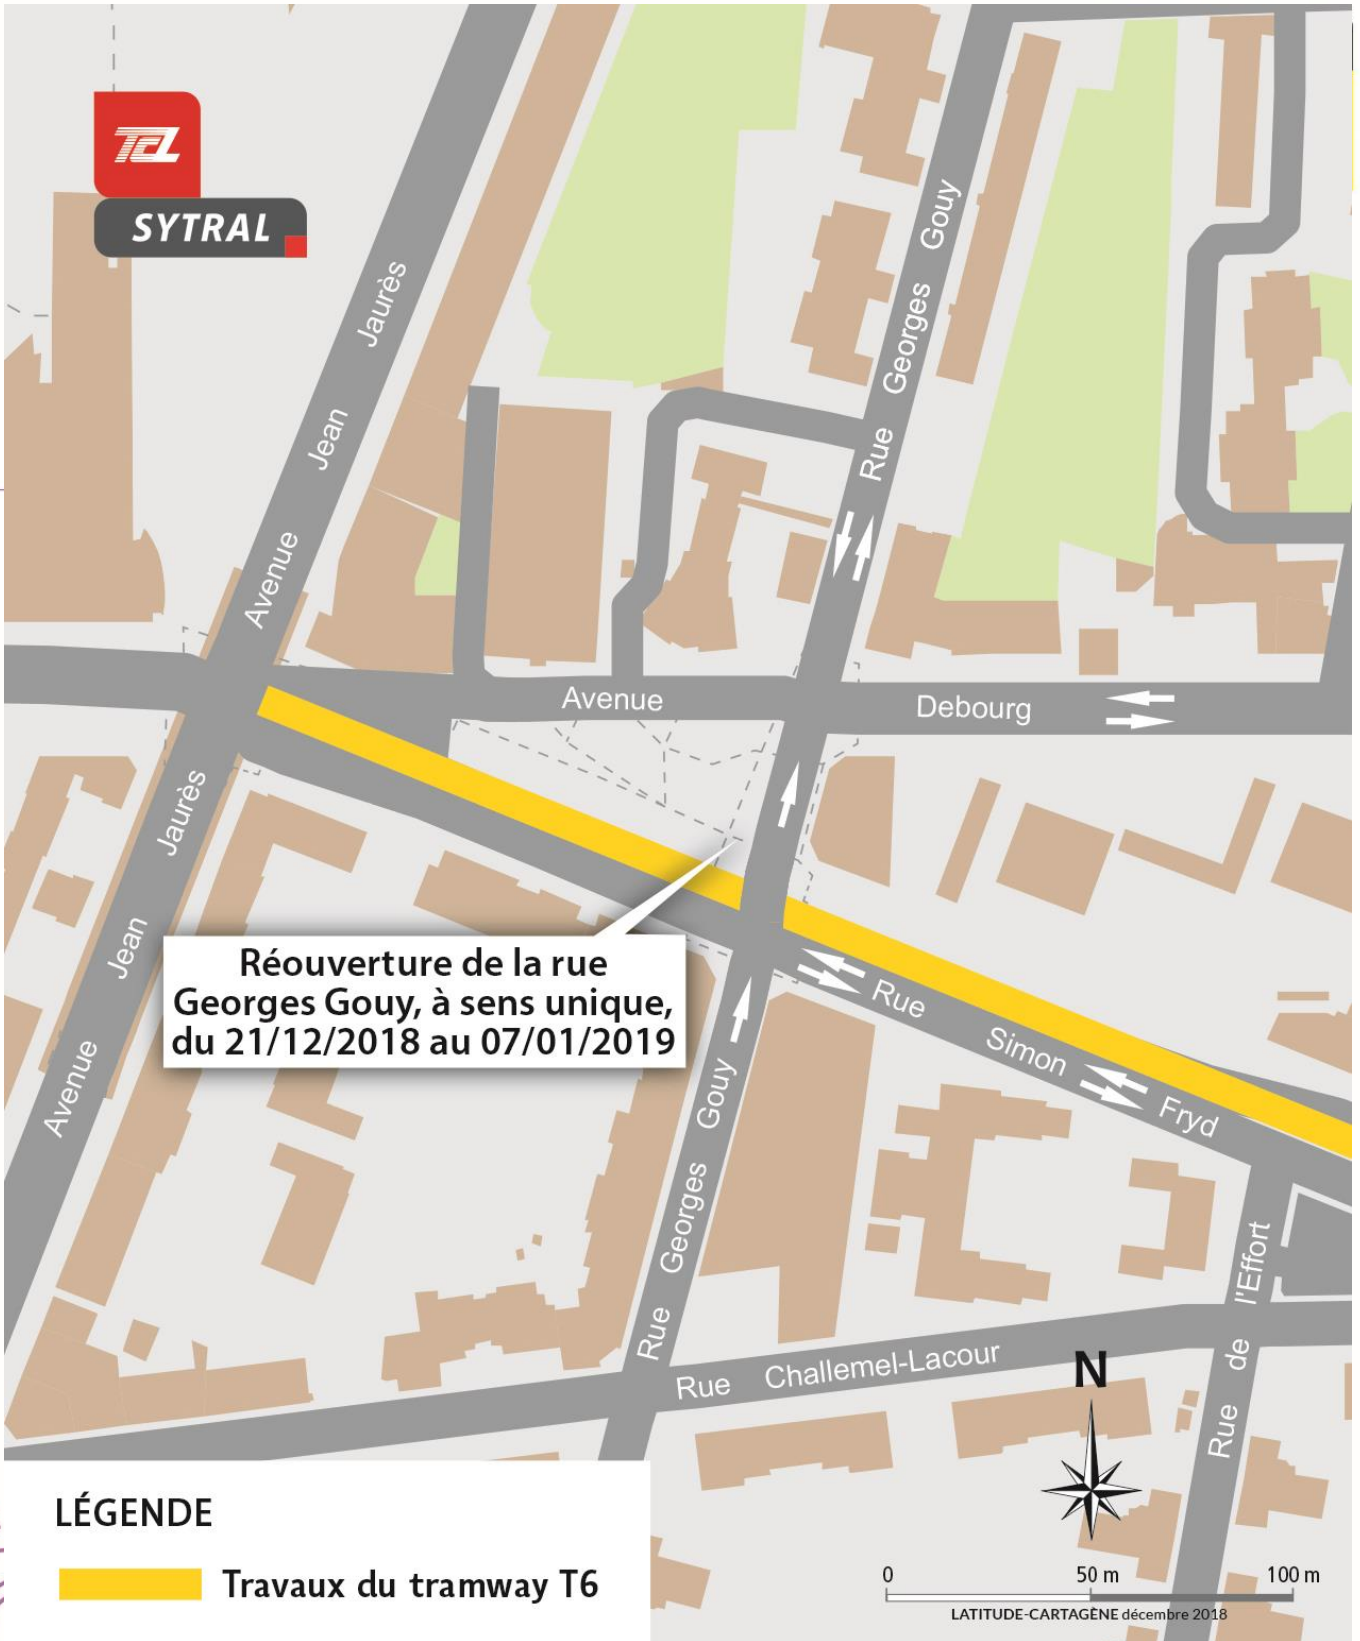 TCL
SYTRAL
Avenue Jean Jaurès
Rue Georges Gouy
Avenue Debourg
Avenue Jean Jaurès
Réouverture de la rue
Georges Gouy, à sens unique,
du 21/12/2018 au 07/01/2019
Rue Simon Fryd
Rue Georges Gouy
Rue de l'Effort
Rue Challemel-Lacour
N
LÉGENDE
Travaux du tramway T6
0 50 m 100 m
LATITUDE-CARTAGÈNE décembre 2018